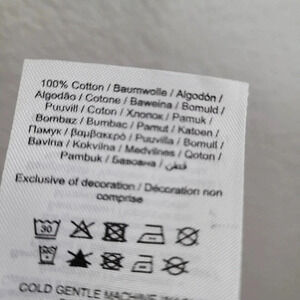 100% Cotton / Baumwolle / Algodón /
Algodão / Cotone / Baweina / Bomuld /
Puuvill / Coton / Хлопок / Pamuk /
Bombaz / Bumbac / Pamut / Katoen /
Памук / βαμβακερό / Puuvilla / Bomull /
Bavlna / Kokvilna / Medvilnes / Qoton /
Pambuk / Бавовна / قطن
Exclusive of decoration / Décoration non
comprise
30
COLD GENTLE MACHINE